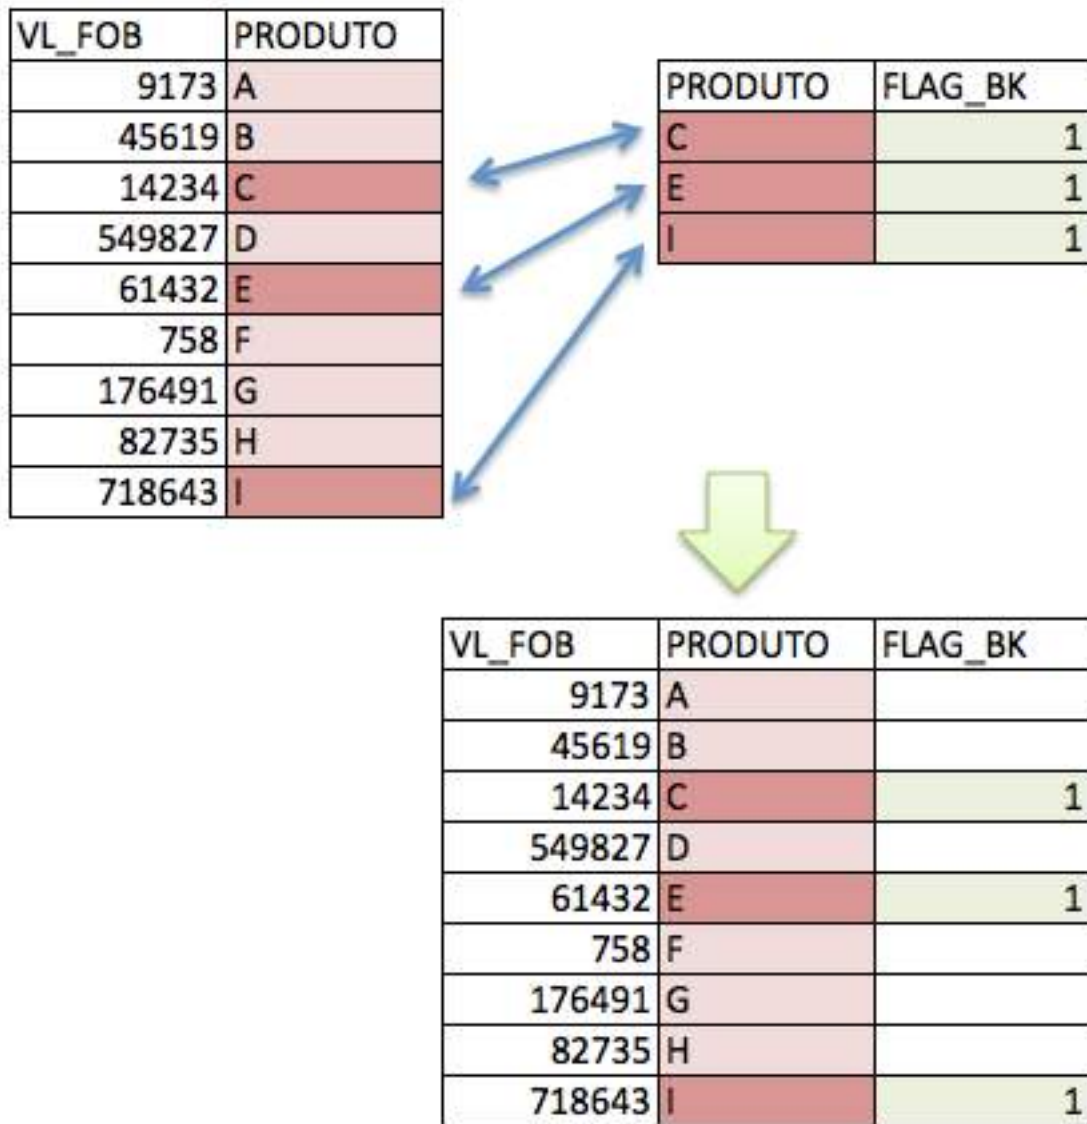 VL_FOB PRODUTO
9173 A
45619 B
14234 C
549827 D
61432 E
758 F
176491 G
82735 H
718643 I
PRODUTO FLAG_BK
C 1
E 1
I 1
VL_FOB PRODUTO FLAG_BK
9173 A
45619 B
14234 C 1
549827 D
61432 E 1
758 F
176491 G
82735 H
718643 I 1